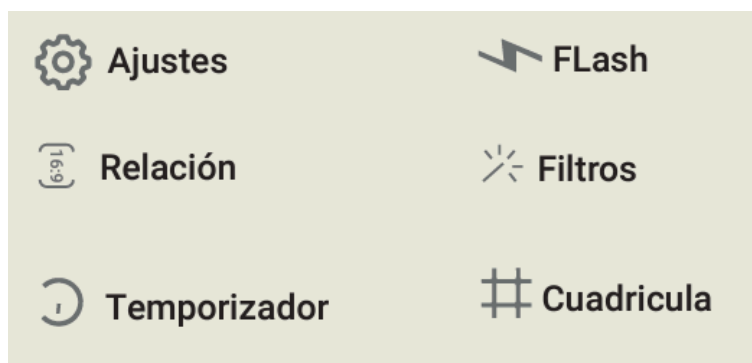 Ajustes
FLash
16:9
Relación
Filtros
Temporizador
Cuadricula